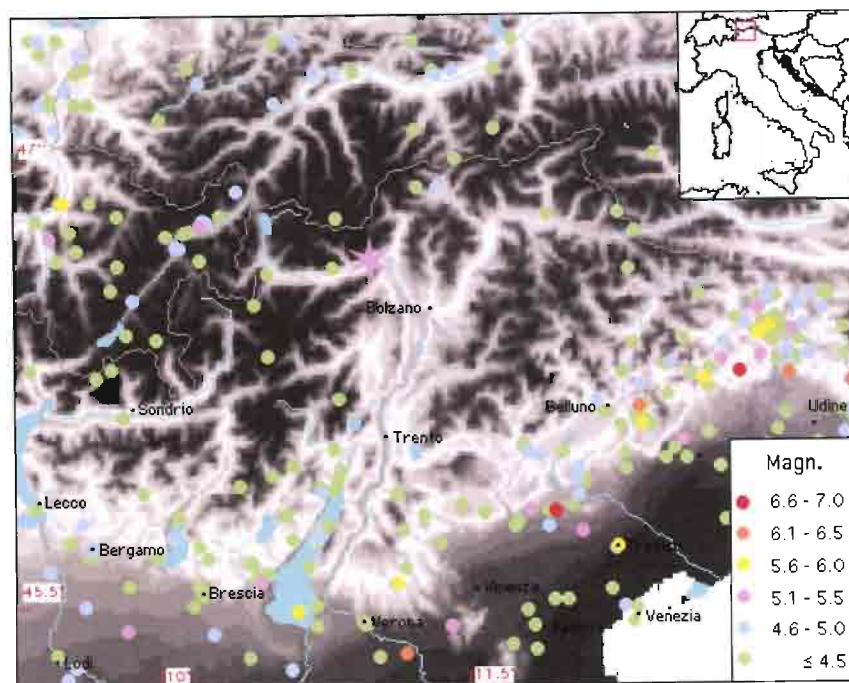 47°
Bolzano
Sondrio
Belluno
Udine
Trento
Lecco
Bergamo
45.5°
Brescia
Verona
Vicenza
Venezia
Lodi
10°
11.5°
Magn.
6.6 - 7.0
6.1 - 6.5
5.6 - 6.0
5.1 - 5.5
4.6 - 5.0
≤ 4.5